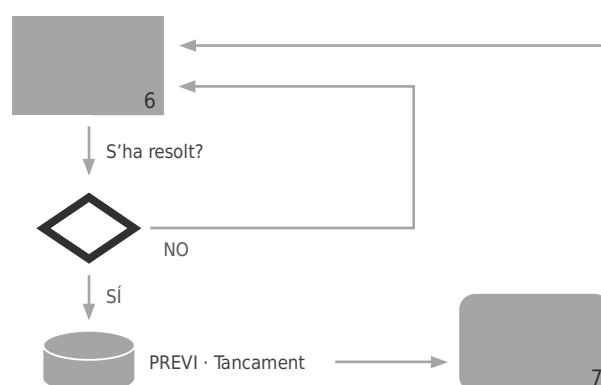 6
S’ha resolt?
NO
SÍ
PREVI · Tancament
7